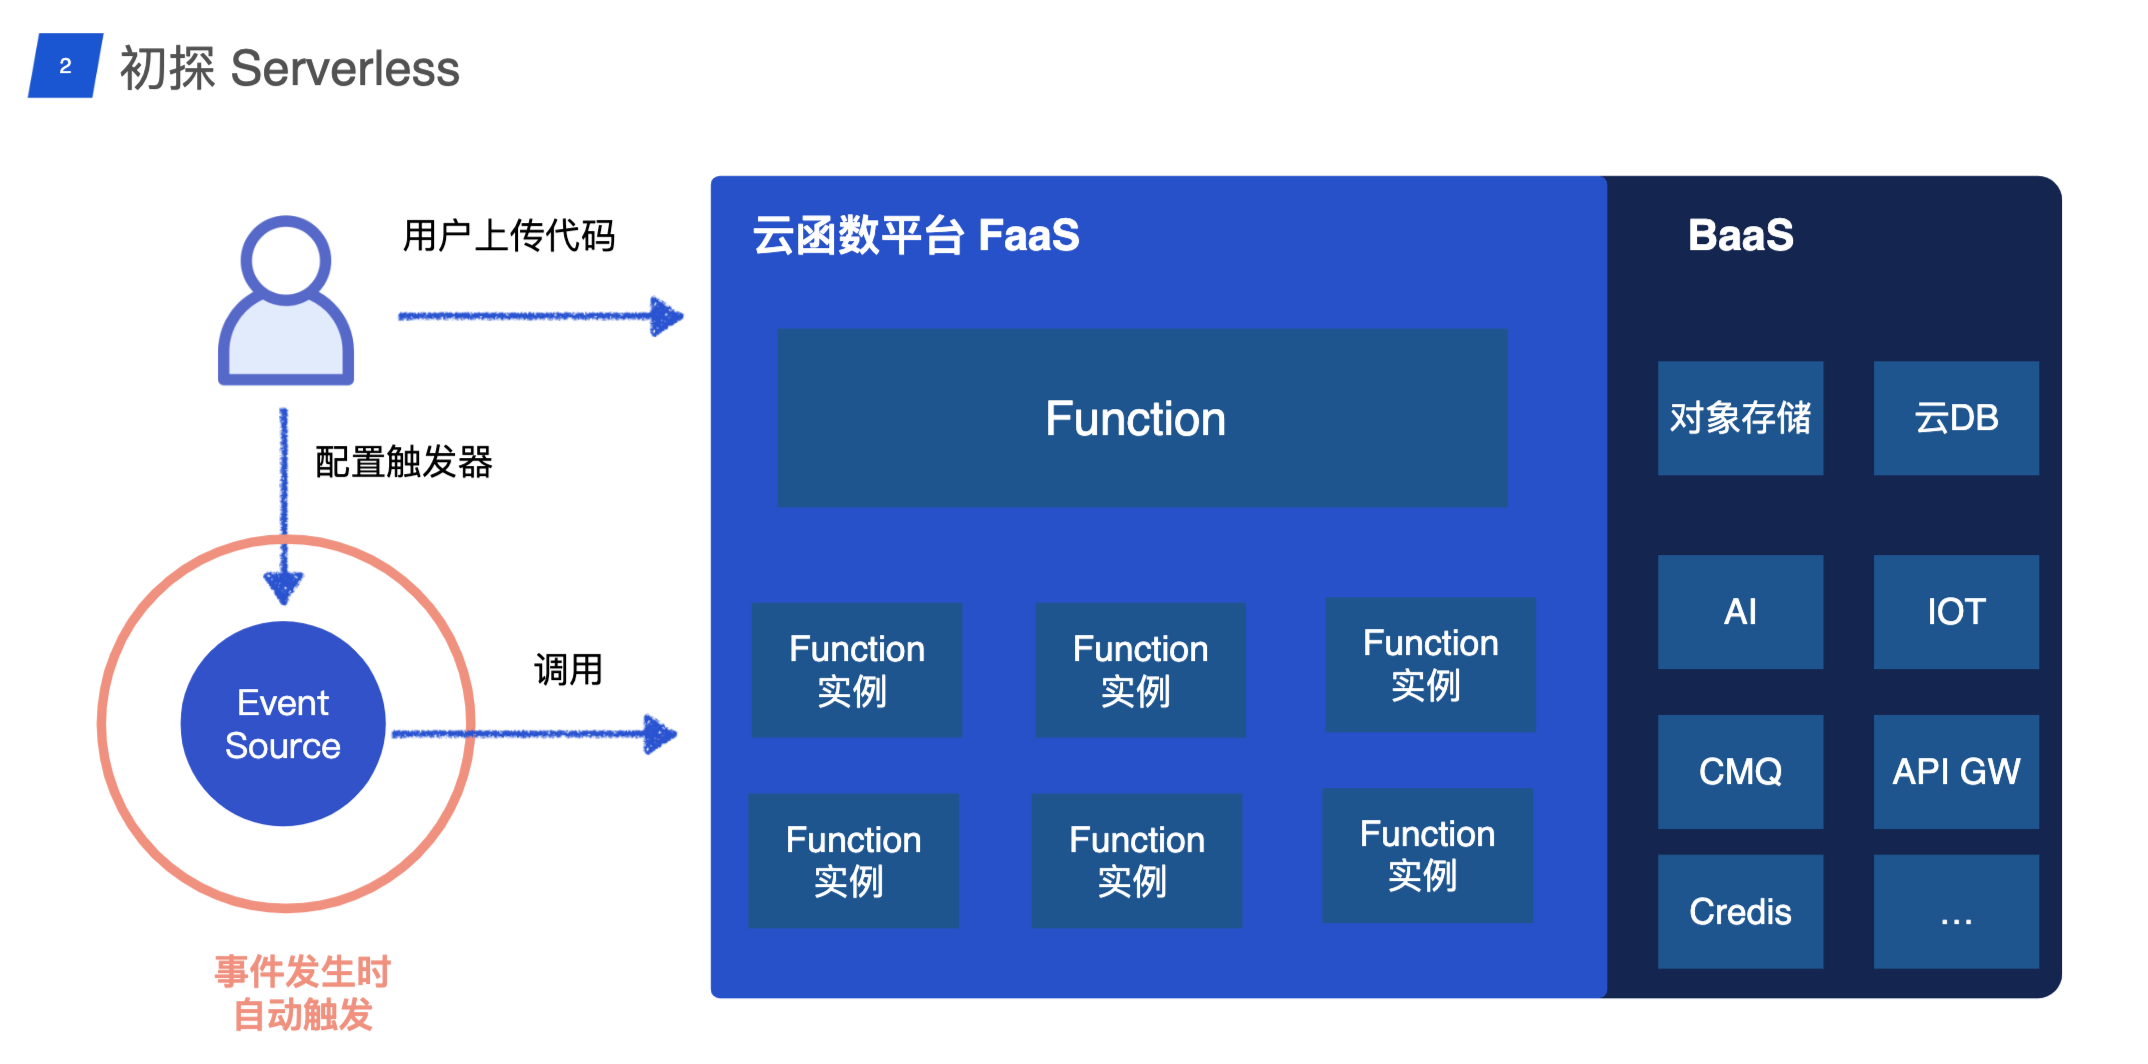 2
初探 Serverless
用户上传代码
配置触发器
Event
Source
调用
事件发生时
自动触发
云函数平台 FaaS
Function
Function
实例
Function
实例
Function
实例
Function
实例
Function
实例
Function
实例
BaaS
对象存储
云DB
AI
IOT
CMQ
API GW
Credis
...